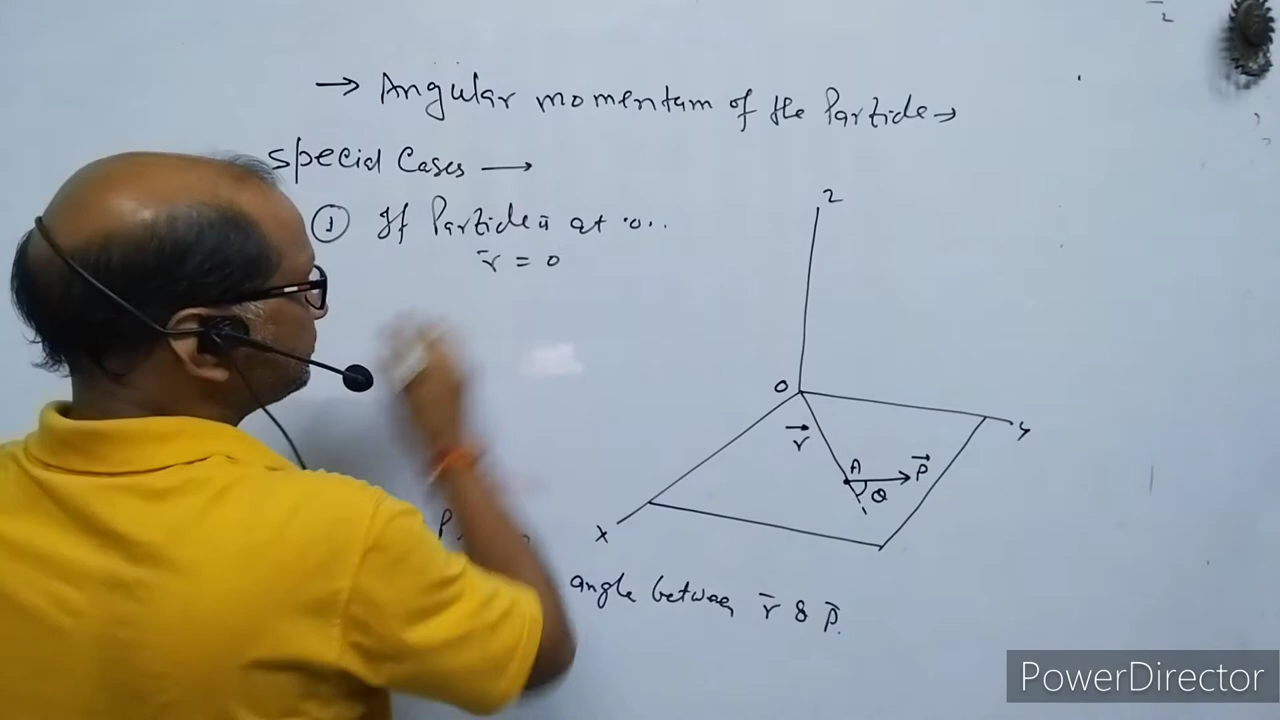 → Angular momentum of the Particle →
Special Cases →
① If Particle is at 'o'.
r̄ = 0
Z
O
Y
r⃗
A
P⃗
θ
X
P
angle between r̄ & P̄.
PowerDirector